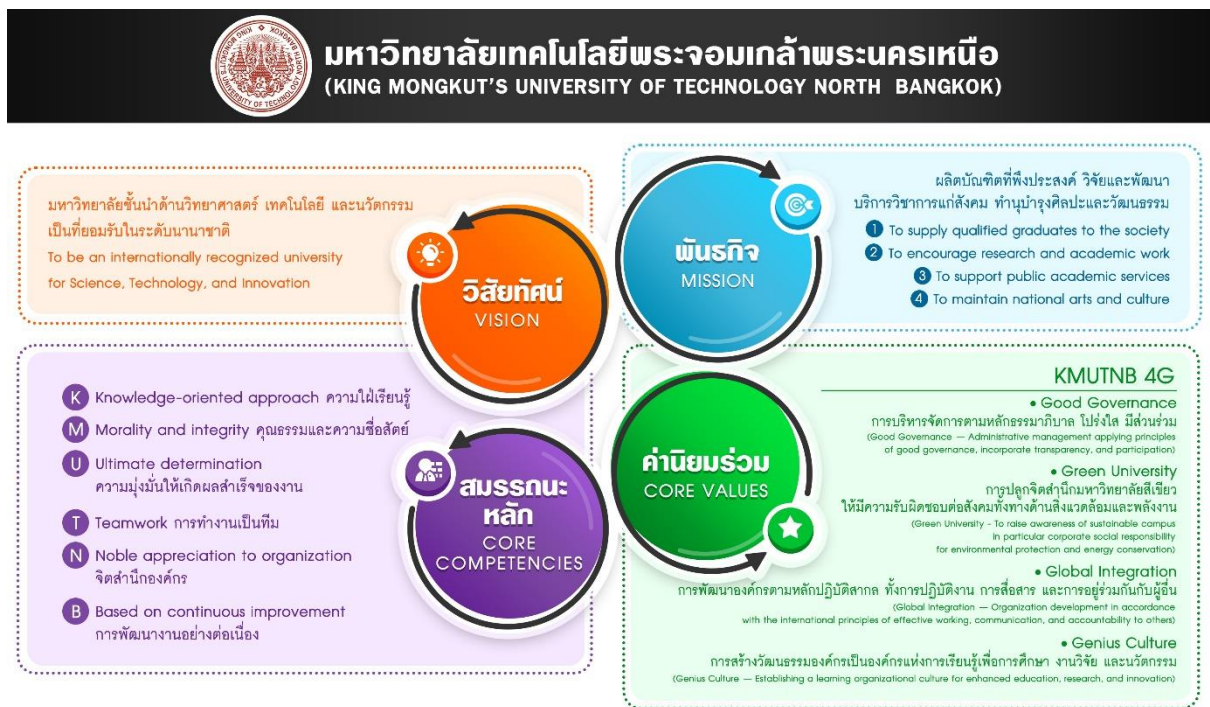 มหาวิทยาลัยเทคโนโลยีพระจอมเกล้าพระนครเหนือ
(KING MONGKUT'S UNIVERSITY OF TECHNOLOGY NORTH BANGKOK)
มหาวิทยาลัยชั้นนำด้านวิทยาศาสตร์ เทคโนโลยี และนวัตกรรม
เป็นที่ยอมรับในระดับนานาชาติ
To be an internationally recognized university
for Science, Technology, and Innovation
วิสัยทัศน์
VISION
พันธกิจ
MISSION
ผลิตบัณฑิตที่พึงประสงค์ วิจัยและพัฒนา
บริการวิชาการแก่สังคม ทำนุบำรุงศิลปะและวัฒนธรรม
1 To supply qualified graduates to the society
2 To encourage research and academic work
3 To support public academic services
4 To maintain national arts and culture
K Knowledge-oriented approach ความใฝ่เรียนรู้
M Morality and integrity คุณธรรมและความซื่อสัตย์
U Ultimate determination
ความมุ่งมั่นให้เกิดผลสำเร็จของงาน
T Teamwork การทำงานเป็นทีม
N Noble appreciation to organization
จิตสำนึกองค์กร
B Based on continuous improvement
การพัฒนางานอย่างต่อเนื่อง
สมรรถนะ
หลัก
CORE
COMPETENCIES
ค่านิยมร่วม
CORE VALUES
KMUTNB 4G
• Good Governance
การบริหารจัดการตามหลักธรรมาภิบาล โปร่งใส มีส่วนร่วม
(Good Governance — Administrative management applying principles
of good governance, incorporate transparency, and participation)
• Green University
การปลูกจิตสำนึกมหาวิทยาลัยสีเขียว
ให้มีความรับผิดชอบต่อสังคมทั้งทางด้านสิ่งแวดล้อมและพลังงาน
(Green University - To raise awareness of sustainable campus
in particular corporate social responsibility
for environmental protection and energy conservation)
• Global Integration
การพัฒนาองค์กรตามหลักปฏิบัติสากล ทั้งการปฏิบัติงาน การสื่อสาร และการอยู่ร่วมกันกับผู้อื่น
(Global Integration — Organization development in accordance
with the international principles of effective working, communication, and accountability to others)
• Genius Culture
การสร้างวัฒนธรรมองค์กรเป็นองค์กรแห่งการเรียนรู้เพื่อการศึกษา งานวิจัย และนวัตกรรม
(Genius Culture — Establishing a learning organizational culture for enhanced education, research, and innovation)